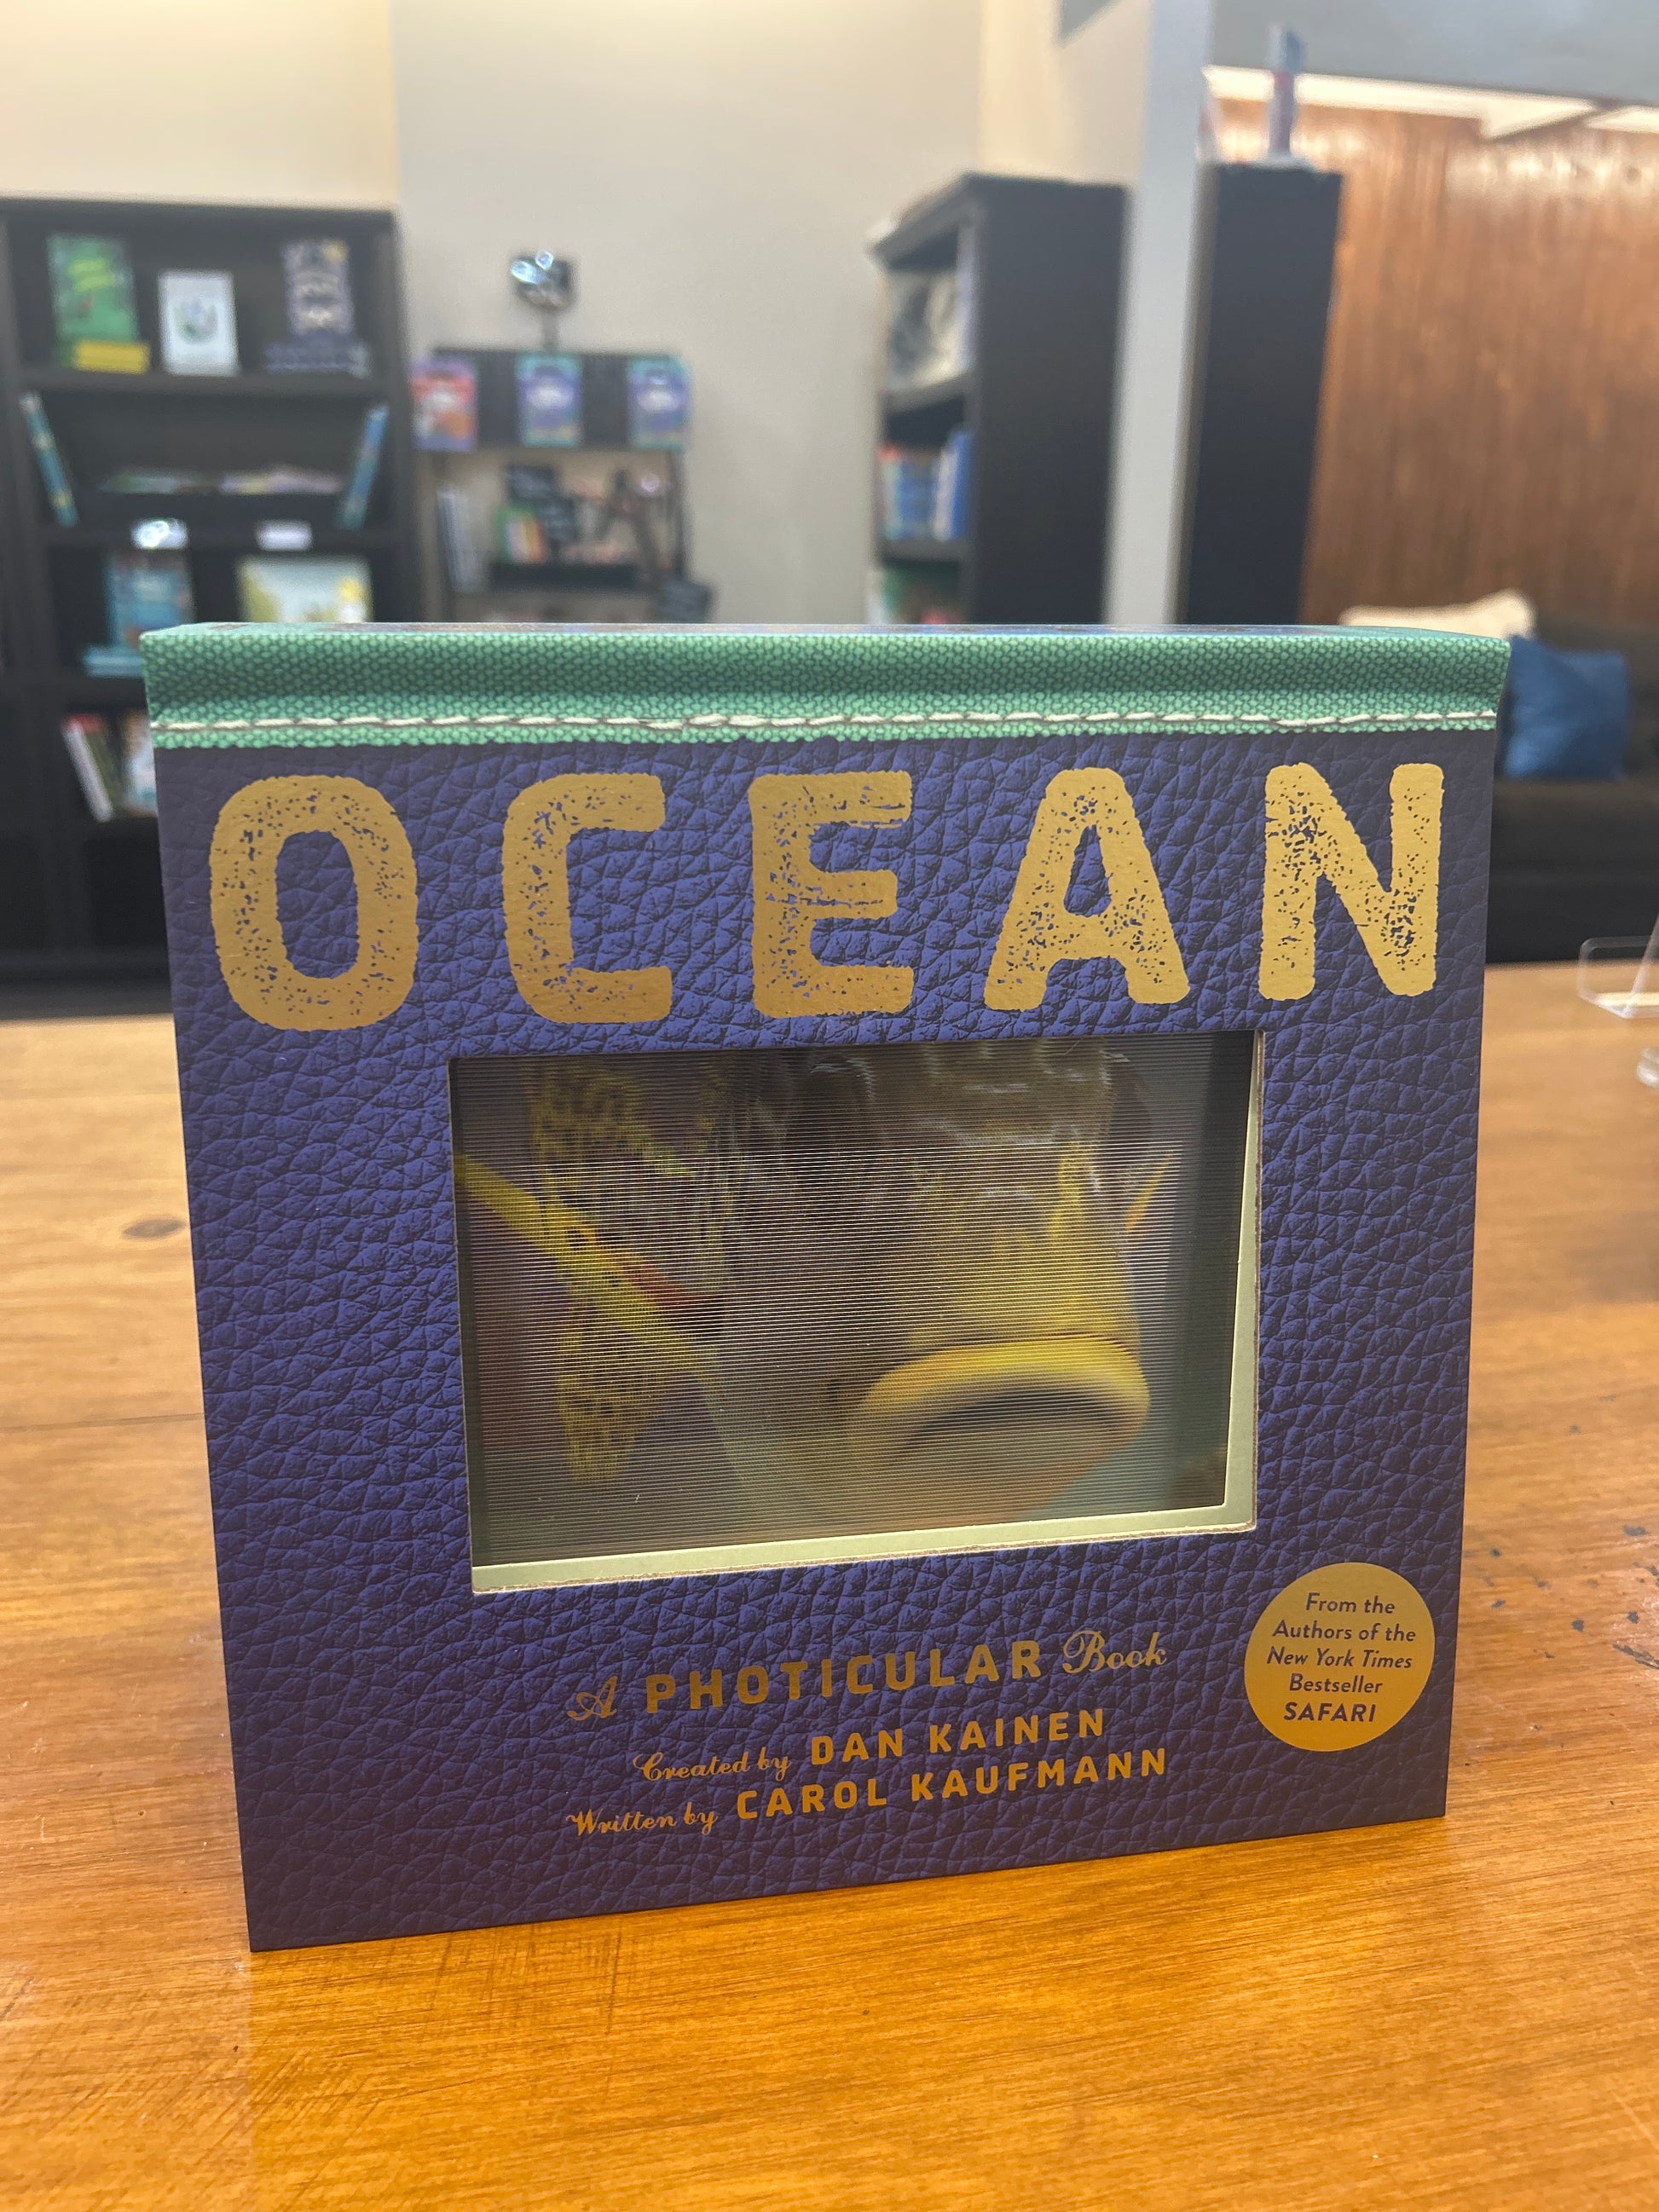 OCEAN
A PHOTICULAR Book
Created by DAN KAINEN
Written by CAROL KAUFMANN
From the
Authors of the
New York Times
Bestseller
SAFARI